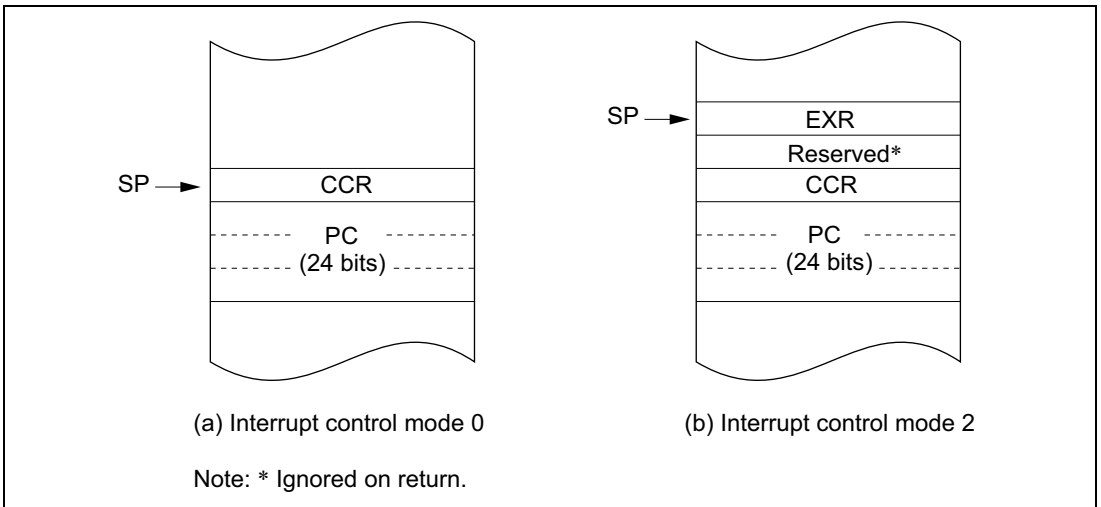 SP
CCR
PC
(24 bits)
(a) Interrupt control mode 0
SP
EXR
Reserved*
CCR
PC
(24 bits)
(b) Interrupt control mode 2
Note: * Ignored on return.